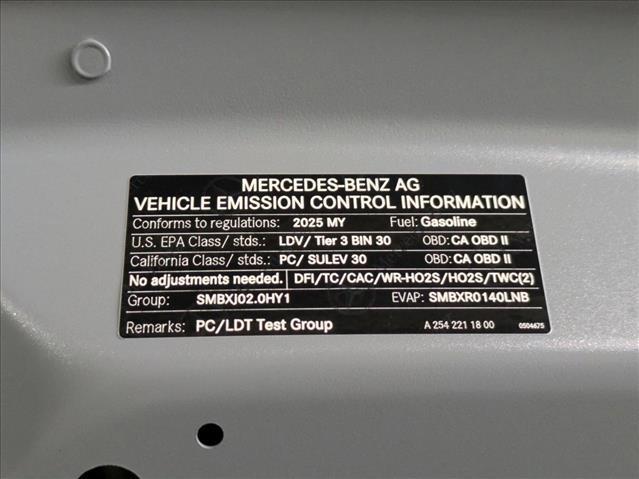 MERCEDES-BENZ AG
VEHICLE EMISSION CONTROL INFORMATION
Conforms to regulations: 2025 MY Fuel: Gasoline
U.S. EPA Class/ stds.: LDV/ Tier 3 BIN 30 OBD: CA OBD II
California Class/ stds.: PC/ SULEV 30 OBD: CA OBD II
No adjustments needed. DFI/TC/CAC/WR-HO2S/HO2S/TWC(2)
Group: SMBXJ02.0HY1 EVAP: SMBXR0140LNB
Remarks: PC/LDT Test Group A 254 221 18 00 0504675